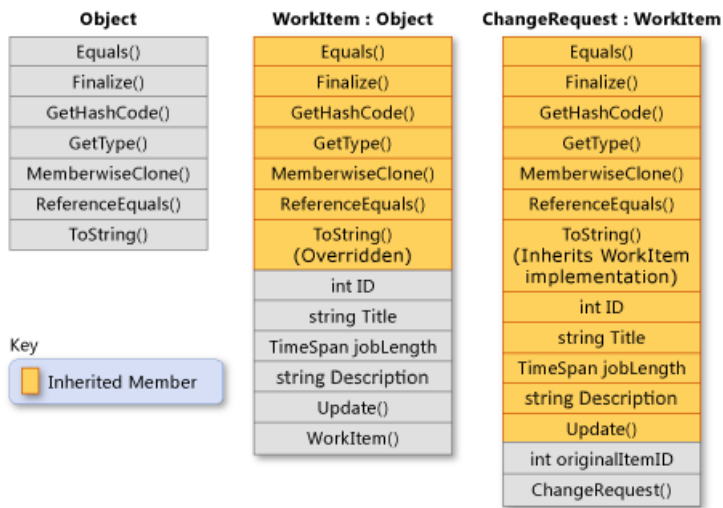 Object
Equals()
Finalize()
GetHashCode()
GetType()
MemberwiseClone()
ReferenceEquals()
ToString()
Key
Inherited Member
WorkItem : Object
Equals()
Finalize()
GetHashCode()
GetType()
MemberwiseClone()
ReferenceEquals()
ToString()
(Overridden)
int ID
string Title
TimeSpan jobLength
string Description
Update()
WorkItem()
ChangeRequest : WorkItem
Equals()
Finalize()
GetHashCode()
GetType()
MemberwiseClone()
ReferenceEquals()
ToString()
(Inherits WorkItem
implementation)
int ID
string Title
TimeSpan jobLength
string Description
Update()
int originalItemID
ChangeRequest()